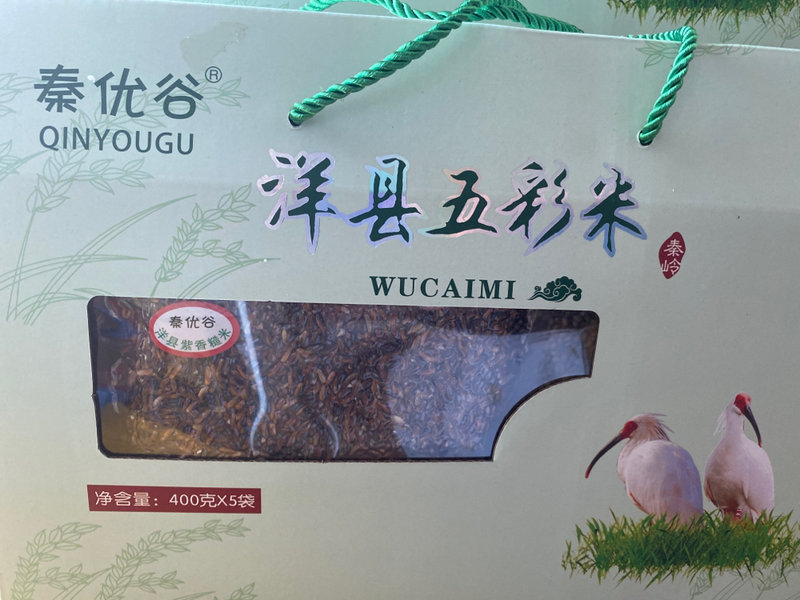 秦优谷®
QINYOUGU
洋县五彩米
秦岭
WUCAIMI
秦优谷
洋县紫香糙米
净含量：400克X5袋